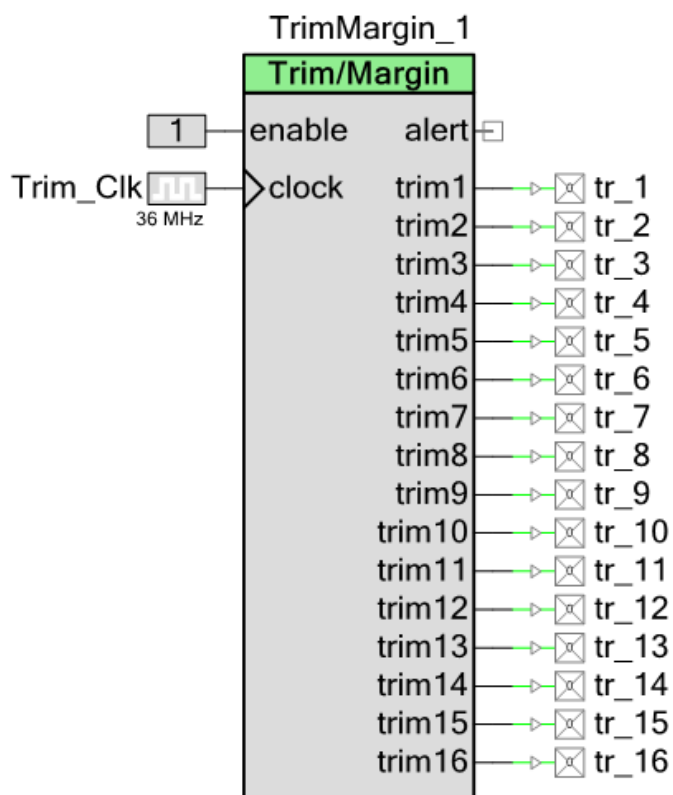 TrimMargin_1
Trim/Margin
1 enable alert
Trim_Clk clock trim1 tr_1
36 MHz
trim2 tr_2
trim3 tr_3
trim4 tr_4
trim5 tr_5
trim6 tr_6
trim7 tr_7
trim8 tr_8
trim9 tr_9
trim10 tr_10
trim11 tr_11
trim12 tr_12
trim13 tr_13
trim14 tr_14
trim15 tr_15
trim16 tr_16